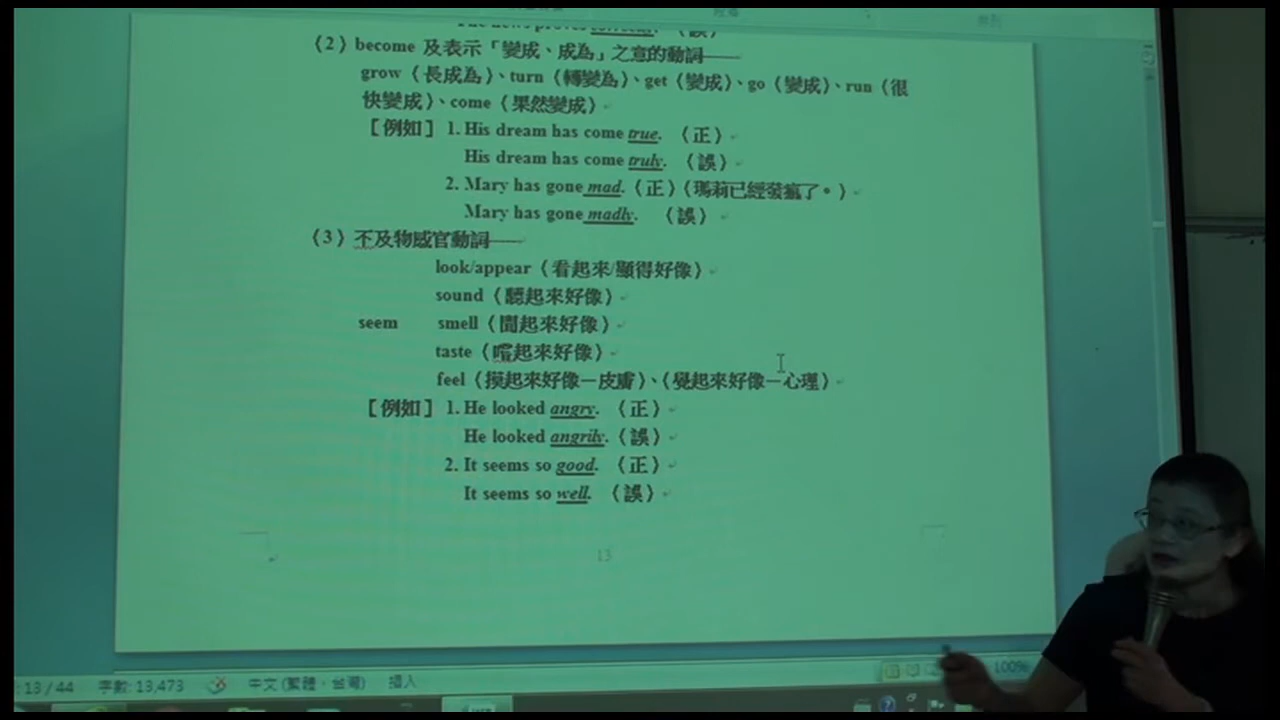 The news proves correctly. （誤）
（2）become 及表示「變成、成為」之意的動詞——
grow（長成為）、turn（轉變為）、get（變成）、go（變成）、run（很
快變成）、come（果然變成）
［例如］1. His dream has come true. （正）
His dream has come truly. （誤）
2. Mary has gone mad.（正）（瑪莉已經發瘋了。）
Mary has gone madly. （誤）
（3）不及物感官動詞——
look/appear（看起來/顯得好像）
sound（聽起來好像）
seem smell（聞起來好像）
taste（嚐起來好像）
feel（摸起來好像－皮膚）、（覺起來好像－心理）
［例如］1. He looked angry. （正）
He looked angrily.（誤）
2. It seems so good. （正）
It seems so well. （誤）
13
13 / 44 字數: 13,473 中文(繁體，台灣) 插入 100%